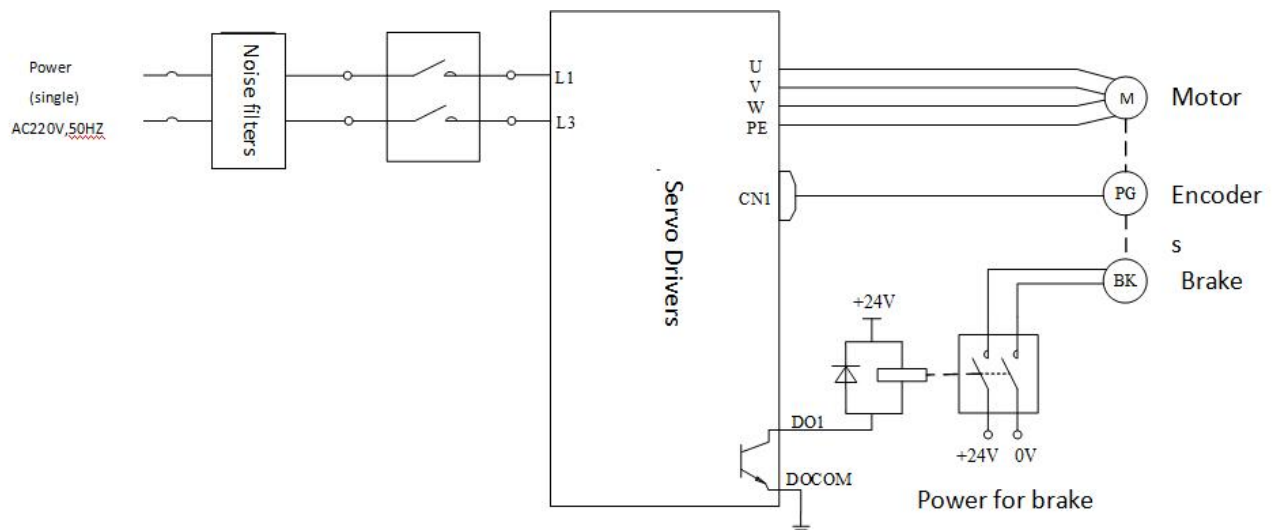 Power
(single)
AC220V,50HZ
Noise filters
L1
L3
Servo Drivers
U
V
W
PE
CN1
M
Motor
PG
Encoder
s
BK
Brake
+24V
DO1
DOCOM
+24V 0V
Power for brake